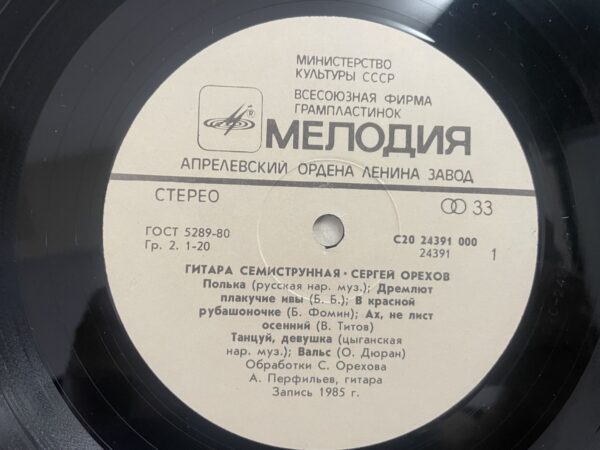 МИНИСТЕРСТВО
КУЛЬТУРЫ СССР
ВСЕСОЮЗНАЯ ФИРМА
ГРАМПЛАСТИНОК
®
МЕЛОДИЯ
АПРЕЛЕВСКИЙ ОРДЕНА ЛЕНИНА ЗАВОД
СТЕРЕО
33
ГОСТ 5289-80
Гр. 2. 1-20
С20 24391 000
24391 1
ГИТАРА СЕМИСТРУННАЯ · СЕРГЕЙ ОРЕХОВ
Полька (русская нар. муз.); Дремлют
плакучие ивы (Б. Б.); В красной
рубашоночке (Б. Фомин); Ах, не лист
осенний (В. Титов)
Танцуй, девушка (цыганская
нар. муз.); Вальс (О. Дюран)
Обработки С. Орехова
А. Перфильев, гитара
Запись 1985 г.